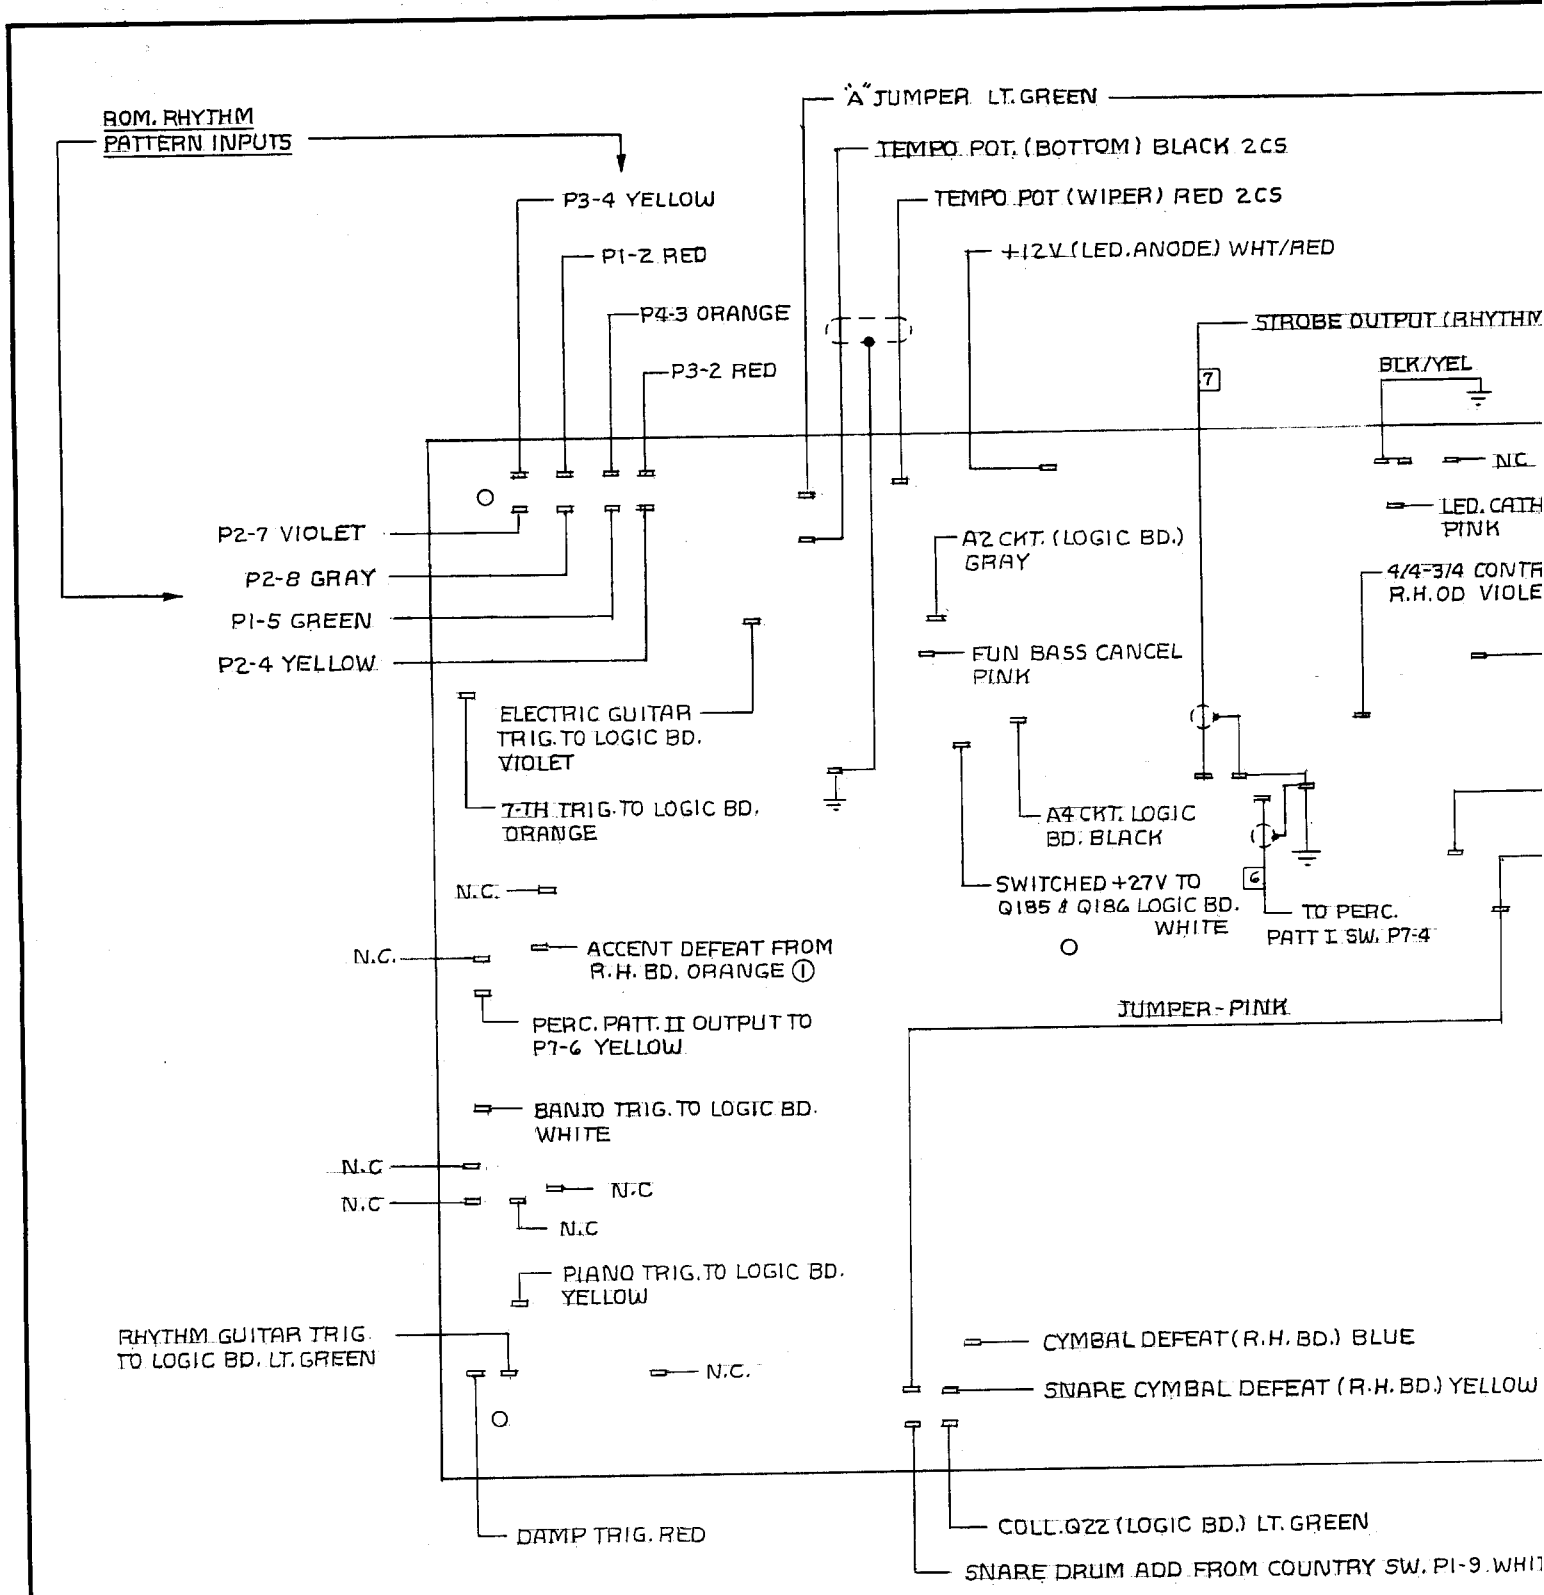 ROM. RHYTHM
PATTERN INPUTS
"A" JUMPER LT. GREEN
TEMPO POT. (BOTTOM) BLACK 2CS
TEMPO POT (WIPER) RED 2CS
+12V (LED. ANODE) WHT/RED
P3-4 YELLOW
P1-2 RED
P4-3 ORANGE
P3-2 RED
STROBE OUTPUT (RHYTHM
7
BLK/YEL
NC
LED. CATH
PINK
P2-7 VIOLET
P2-8 GRAY
P1-5 GREEN
P2-4 YELLOW
A2 CKT. (LOGIC BD.)
GRAY
4/4-3/4 CONTR
R.H.OD VIOLE
FUN BASS CANCEL
PINK
ELECTRIC GUITAR
TRIG. TO LOGIC BD.
VIOLET
7-TH TRIG. TO LOGIC BD.
ORANGE
A4 CKT. LOGIC
BD. BLACK
SWITCHED +27V TO
Q185 & Q186 LOGIC BD.
WHITE
6
TO PERC.
PATT I SW. P7-4
N.C.
ACCENT DEFEAT FROM
R.H. BD. ORANGE ①
N.C.
PERC. PATT. II OUTPUT TO
P7-6 YELLOW
JUMPER-PINK
BANJO TRIG. TO LOGIC BD.
WHITE
N.C
N.C
N.C
N.C
PIANO TRIG. TO LOGIC BD.
YELLOW
RHYTHM GUITAR TRIG.
TO LOGIC BD. LT. GREEN
N.C.
CYMBAL DEFEAT (R.H. BD.) BLUE
SNARE CYMBAL DEFEAT (R.H. BD.) YELLOW
DAMP TRIG. RED
COLL. Q22 (LOGIC BD.) LT. GREEN
SNARE DRUM ADD FROM COUNTRY SW. P1-9 WHIT